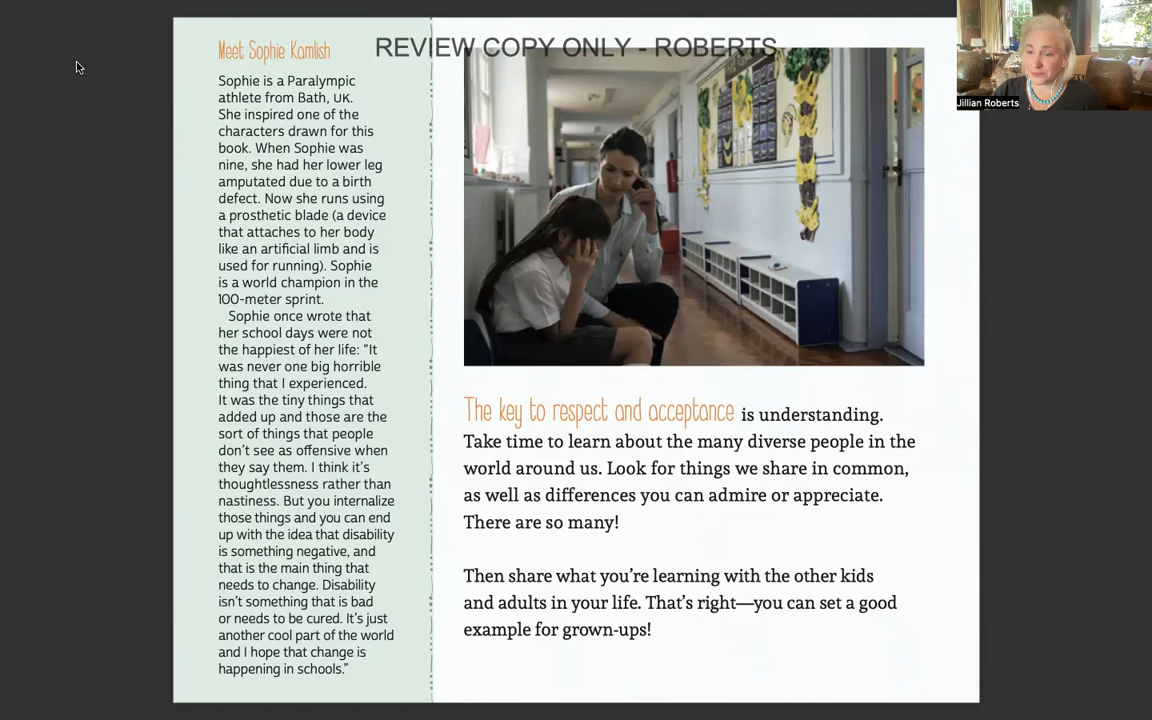 REVIEW COPY ONLY - ROBERTS
Jillian Roberts
Meet Sophie Kamlish
Sophie is a Paralympic
athlete from Bath, UK.
She inspired one of the
characters drawn for this
book. When Sophie was
nine, she had her lower leg
amputated due to a birth
defect. Now she runs using
a prosthetic blade (a device
that attaches to her body
like an artificial limb and is
used for running). Sophie
is a world champion in the
100-meter sprint.
Sophie once wrote that
her school days were not
the happiest of her life: “It
was never one big horrible
thing that I experienced.
It was the tiny things that
added up and those are the
sort of things that people
don’t see as offensive when
they say them. I think it’s
thoughtlessness rather than
nastiness. But you internalize
those things and you can end
up with the idea that disability
is something negative, and
that is the main thing that
needs to change. Disability
isn’t something that is bad
or needs to be cured. It’s just
another cool part of the world
and I hope that change is
happening in schools.”
The key to respect and acceptance is understanding.
Take time to learn about the many diverse people in the
world around us. Look for things we share in common,
as well as differences you can admire or appreciate.
There are so many!
Then share what you’re learning with the other kids
and adults in your life. That’s right—you can set a good
example for grown-ups!